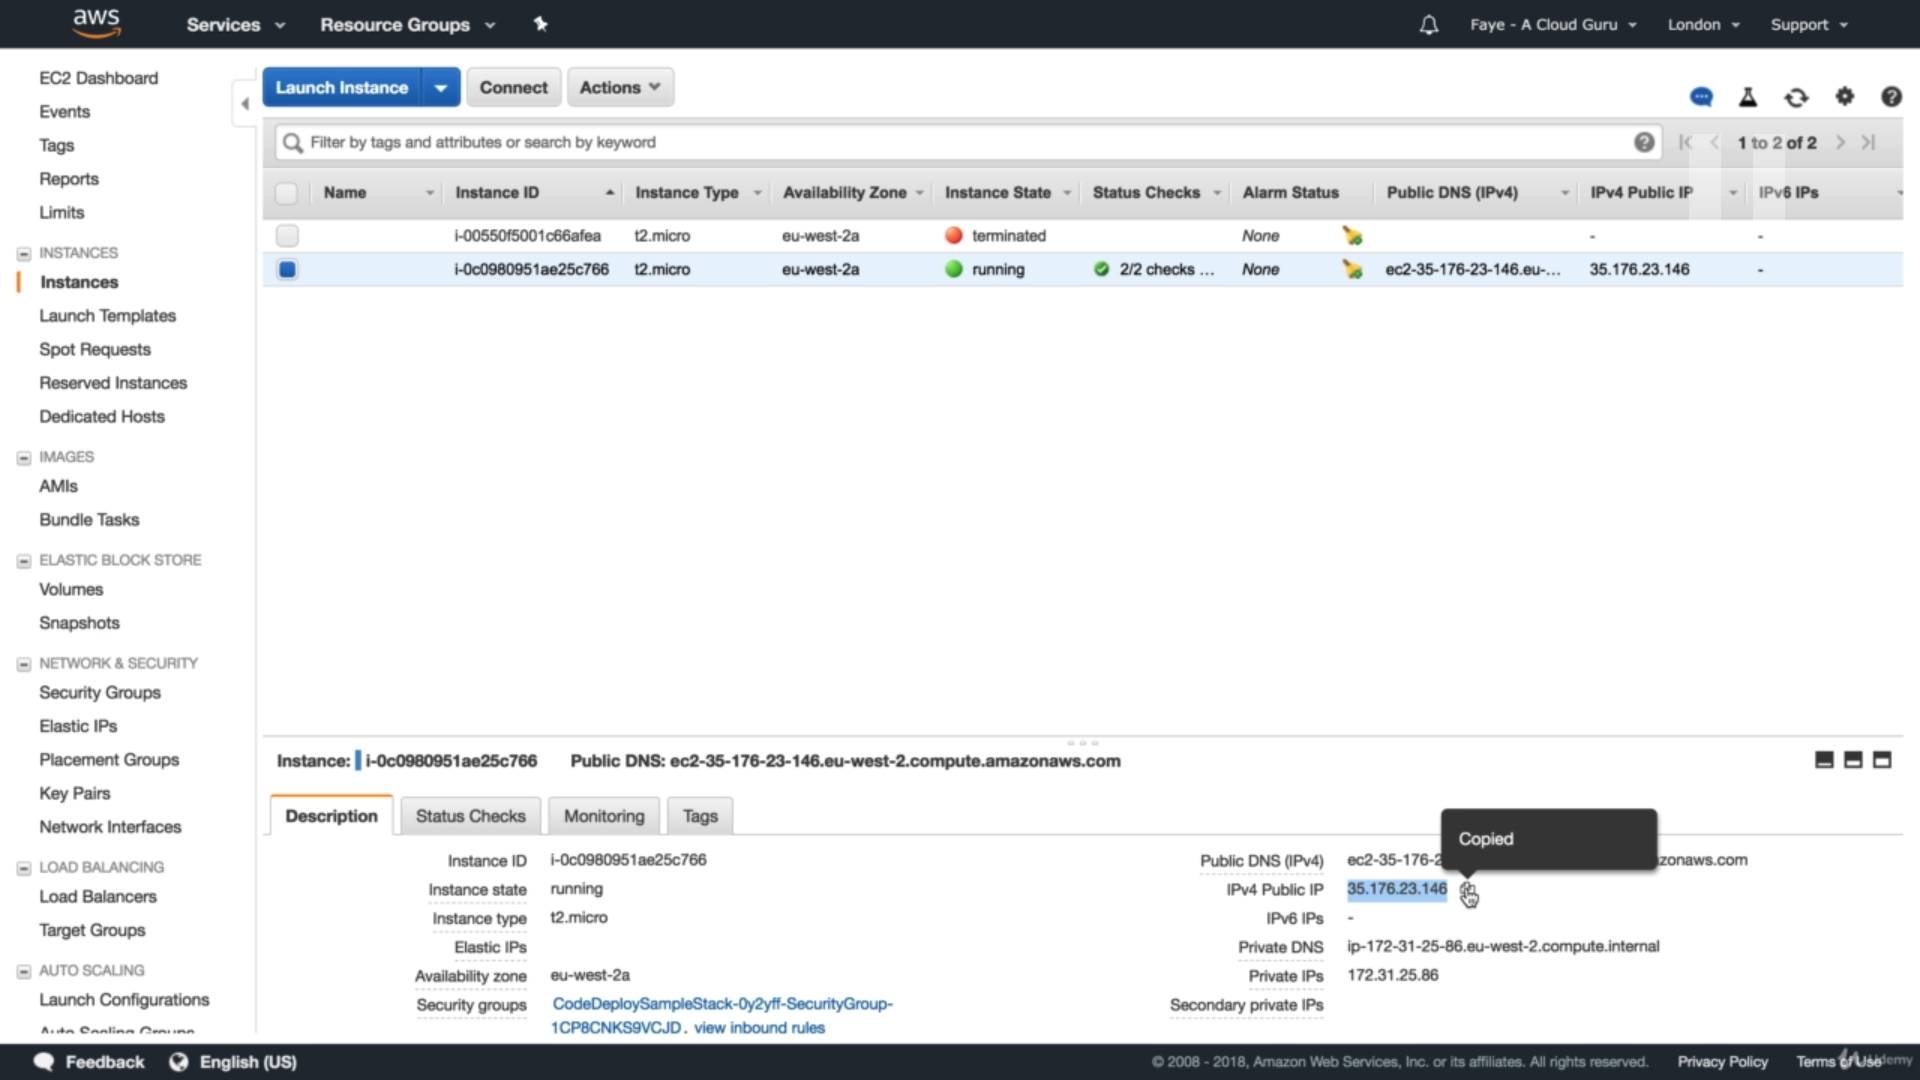 aws Services Resource Groups Faye - A Cloud Guru London Support
EC2 Dashboard
Events
Tags
Reports
Limits
INSTANCES
Instances
Launch Templates
Spot Requests
Reserved Instances
Dedicated Hosts
IMAGES
AMIs
Bundle Tasks
ELASTIC BLOCK STORE
Volumes
Snapshots
NETWORK & SECURITY
Security Groups
Elastic IPs
Placement Groups
Key Pairs
Network Interfaces
LOAD BALANCING
Load Balancers
Target Groups
AUTO SCALING
Launch Configurations
Auto Scaling Groups
Launch Instance Connect Actions
Filter by tags and attributes or search by keyword 1 to 2 of 2
Name Instance ID Instance Type Availability Zone Instance State Status Checks Alarm Status Public DNS (IPv4) IPv4 Public IP IPv6 IPs
i-00550f5001c66afea t2.micro eu-west-2a terminated None - -
i-0c0980951ae25c766 t2.micro eu-west-2a running 2/2 checks ... None ec2-35-176-23-146.eu-... 35.176.23.146 -
Instance: i-0c0980951ae25c766 Public DNS: ec2-35-176-23-146.eu-west-2.compute.amazonaws.com
Description Status Checks Monitoring Tags
Copied
Instance ID i-0c0980951ae25c766
Instance state running
Instance type t2.micro
Elastic IPs
Availability zone eu-west-2a
Security groups CodeDeploySampleStack-0y2yff-SecurityGroup-
1CP8CNKS9VCJD. view inbound rules
Public DNS (IPv4) ec2-35-176-2 zonaws.com
IPv4 Public IP 35.176.23.146
IPv6 IPs -
Private DNS ip-172-31-25-86.eu-west-2.compute.internal
Private IPs 172.31.25.86
Secondary private IPs
Feedback English (US) © 2008 - 2018, Amazon Web Services, Inc. or its affiliates. All rights reserved. Privacy Policy Terms of Use